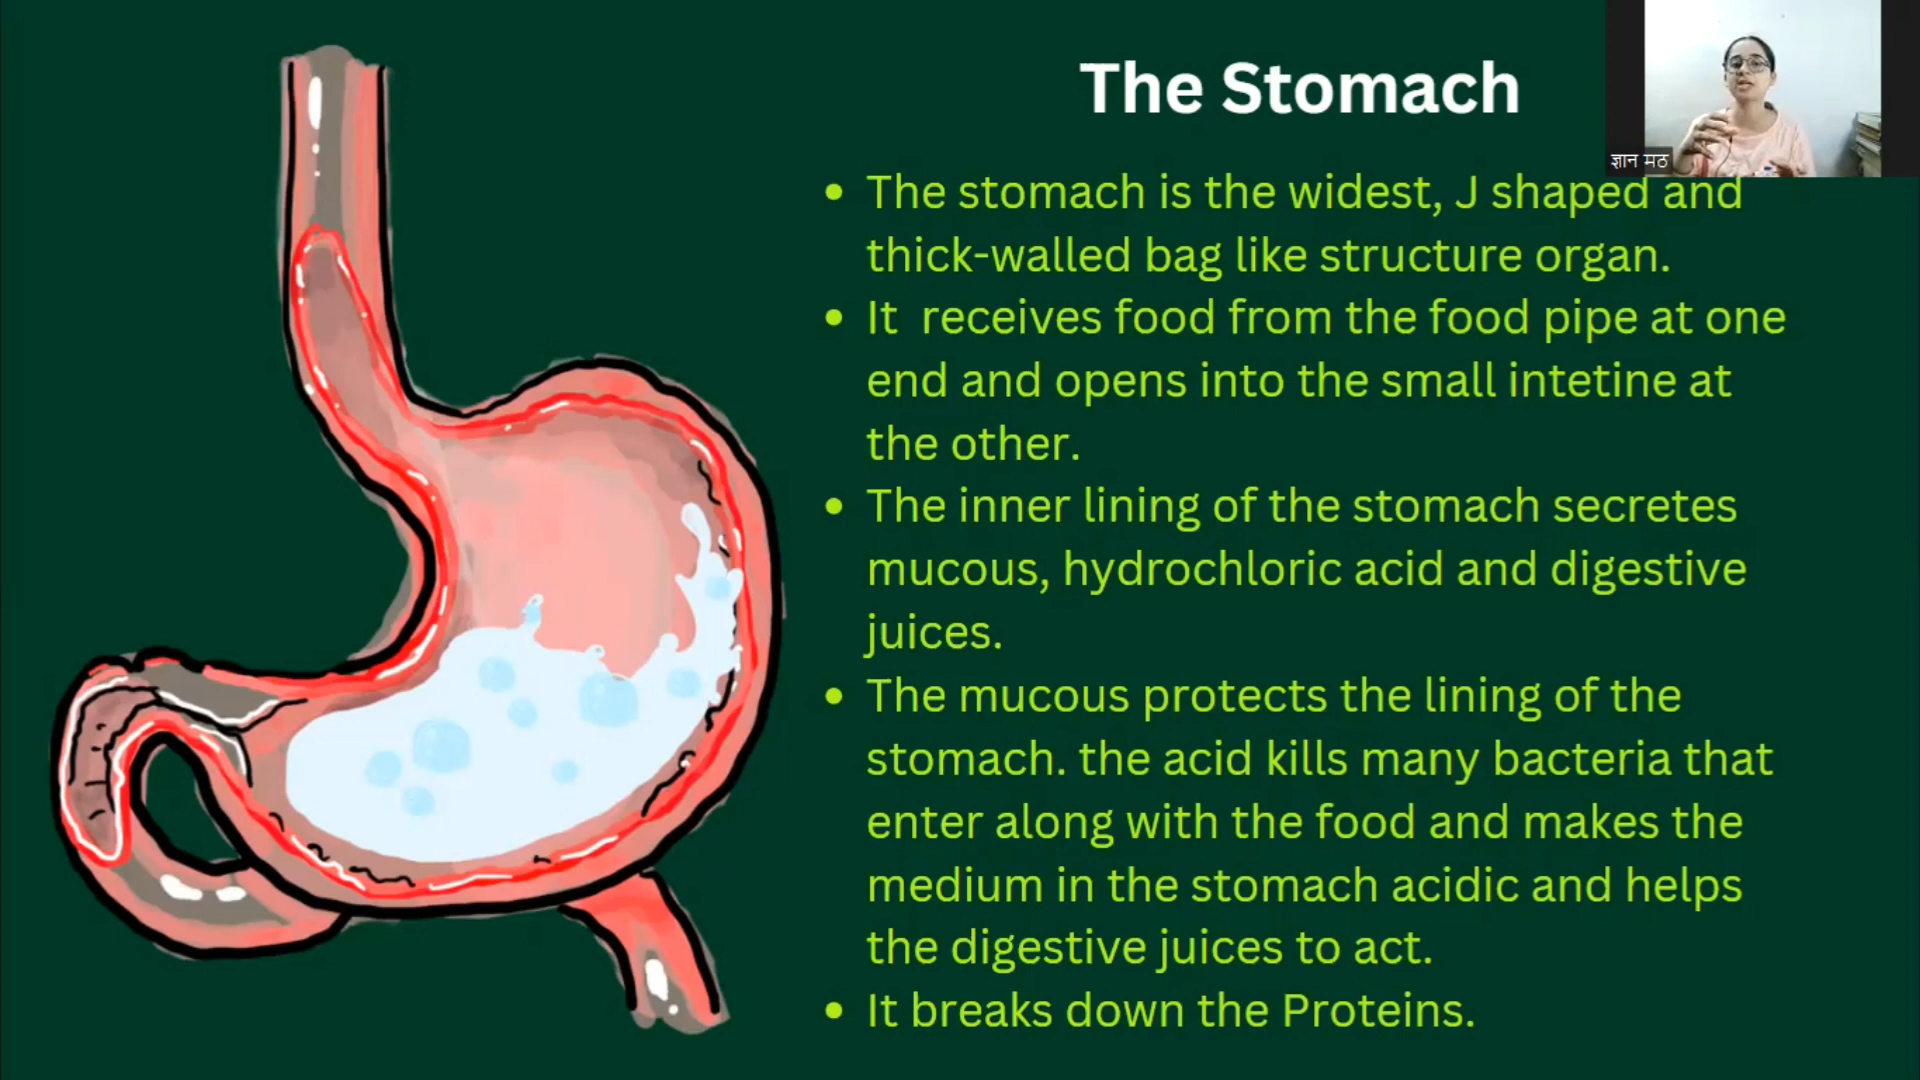 The Stomach
ज्ञान मठ
The stomach is the widest, J shaped and
thick-walled bag like structure organ.
It receives food from the food pipe at one
end and opens into the small intetine at
the other.
The inner lining of the stomach secretes
mucous, hydrochloric acid and digestive
juices.
The mucous protects the lining of the
stomach. the acid kills many bacteria that
enter along with the food and makes the
medium in the stomach acidic and helps
the digestive juices to act.
It breaks down the Proteins.